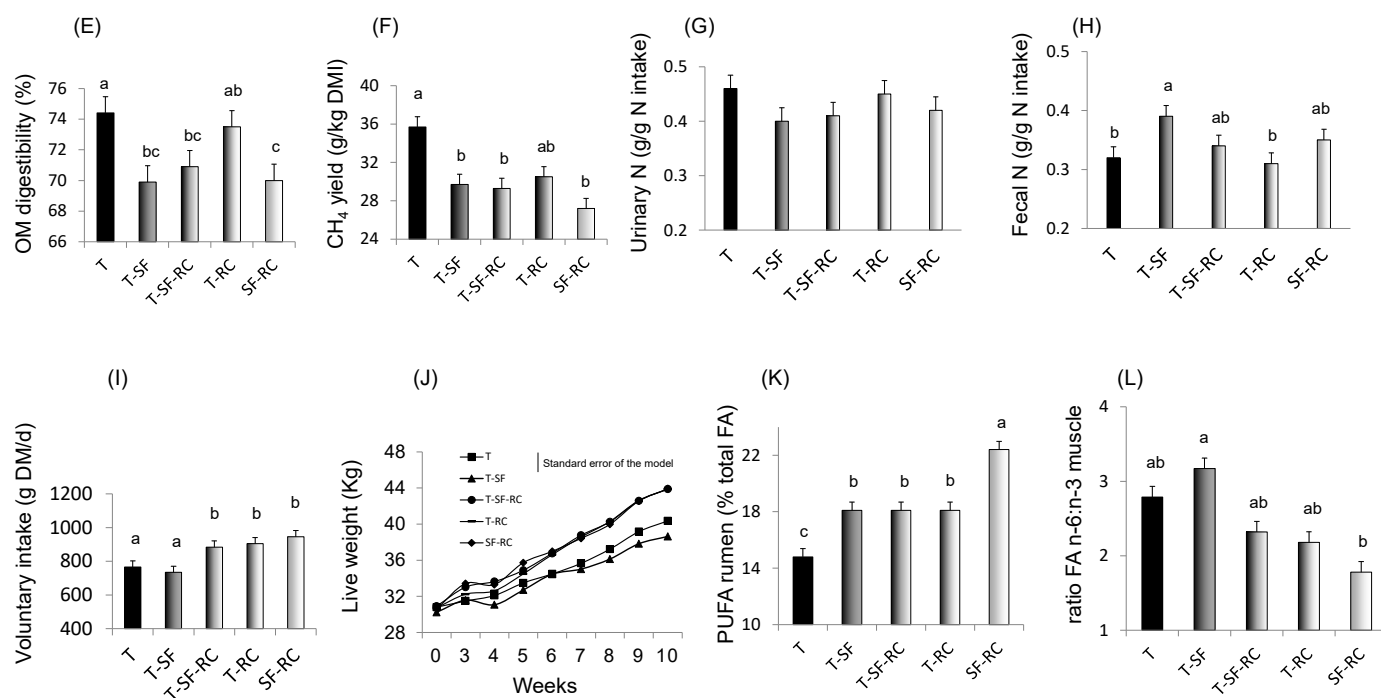 (E)
OM digestibility (%)
76
74
72
70
68
66
a
bc
bc
ab
c
T
T-SF
T-SF-RC
T-RC
SF-RC
(F)
CH4 yield (g/kg DMI)
40
36
32
28
24
a
b
b
ab
b
T
T-SF
T-SF-RC
T-RC
SF-RC
(G)
Urinary N (g/g N intake)
0.5
0.4
0.3
0.2
T
T-SF
T-SF-RC
T-RC
SF-RC
(H)
Fecal N (g/g N intake)
0.5
0.4
0.3
0.2
b
a
ab
b
ab
T
T-SF
T-SF-RC
T-RC
SF-RC
(I)
Voluntary intake (g DM/d)
1200
1000
800
600
400
a
a
b
b
b
T
T-SF
T-SF-RC
T-RC
SF-RC
(J)
Live weight (Kg)
48
44
40
36
32
28
T
T-SF
T-SF-RC
T-RC
SF-RC
Standard error of the model
0 3 4 5 6 7 8 9 10
Weeks
(K)
PUFA rumen (% total FA)
22
18
14
10
c
b
b
b
a
T
T-SF
T-SF-RC
T-RC
SF-RC
(L)
ratio FA n-6:n-3 muscle
4
3
2
1
ab
a
ab
ab
b
T
T-SF
T-SF-RC
T-RC
SF-RC